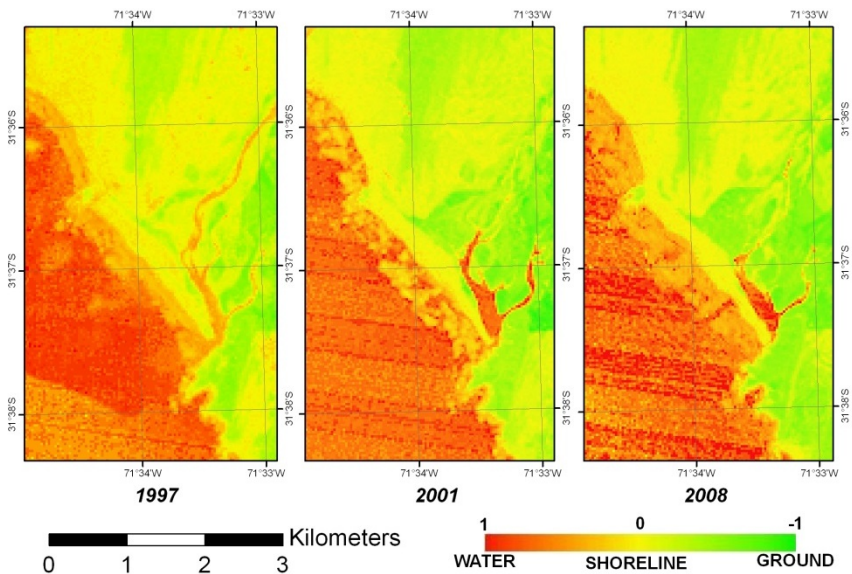 71°34'W 71°33'W 71°34'W 71°33'W 71°34'W 71°33'W
31°36'S 31°36'S 31°36'S
31°37'S 31°37'S 31°37'S
31°38'S 31°38'S 31°38'S
71°34'W 71°33'W 71°34'W 71°33'W 71°34'W 71°33'W
1997 2001 2008
Kilometers
0 1 2 3
1 0 -1
WATER SHORELINE GROUND